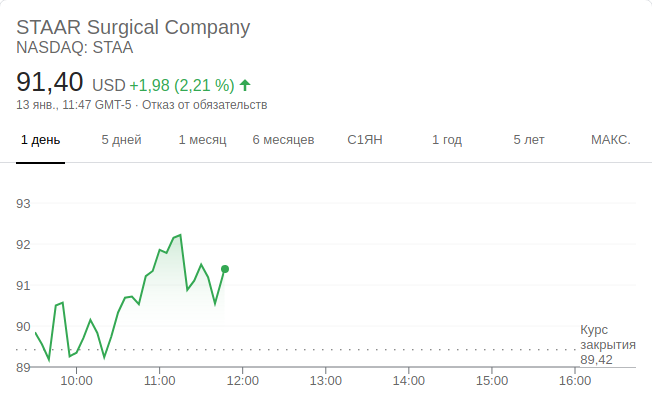 STAAR Surgical Company
NASDAQ: STAA
91,40 USD +1,98 (2,21 %)
13 янв., 11:47 GMT-5 · Отказ от обязательств
1 день 5 дней 1 месяц 6 месяцев С1ЯН 1 год 5 лет МАКС.
93
92
91
90
Курс
закрытия
89,42
89
10:00 11:00 12:00 13:00 14:00 15:00 16:00